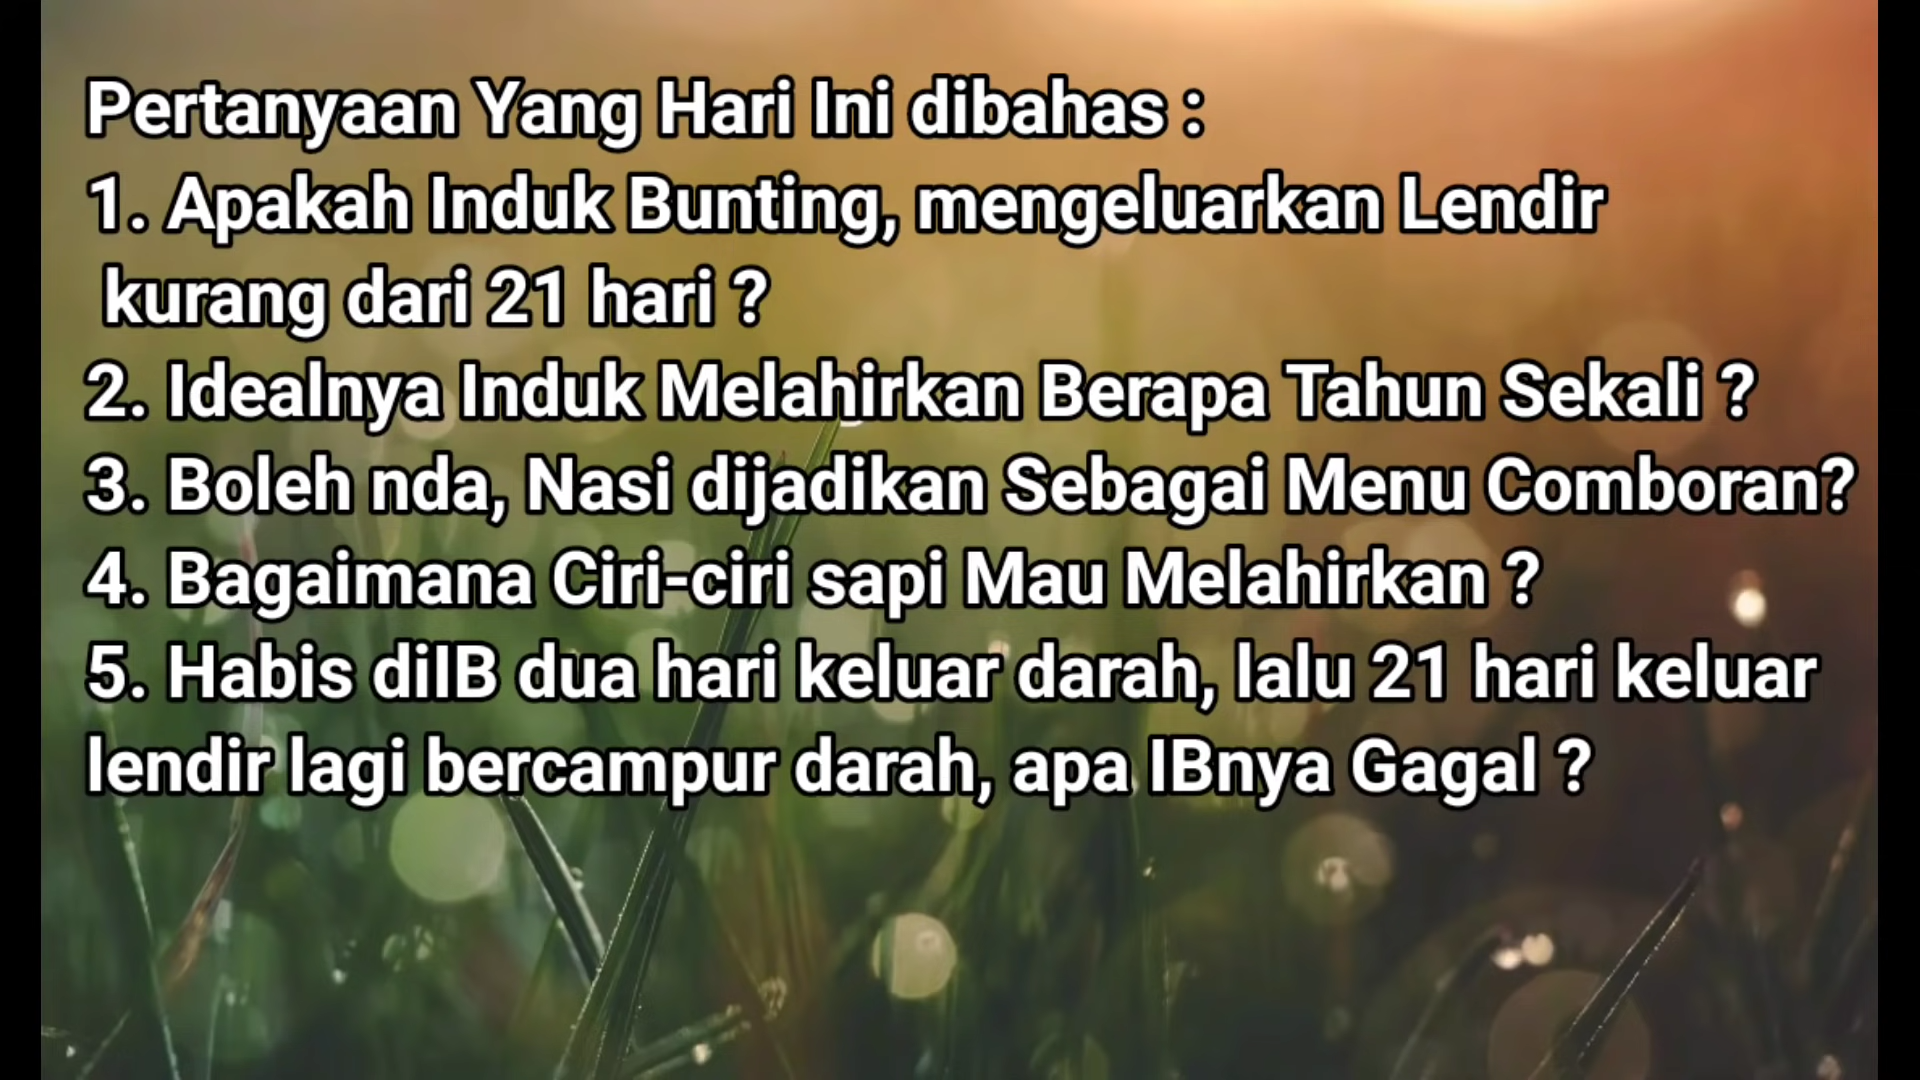 Pertanyaan Yang Hari Ini dibahas :
1. Apakah Induk Bunting, mengeluarkan Lendir
kurang dari 21 hari ?
2. Idealnya Induk Melahirkan Berapa Tahun Sekali ?
3. Boleh nda, Nasi dijadikan Sebagai Menu Comboran?
4. Bagaimana Ciri-ciri sapi Mau Melahirkan ?
5. Habis diIB dua hari keluar darah, lalu 21 hari keluar
lendir lagi bercampur darah, apa IBnya Gagal ?